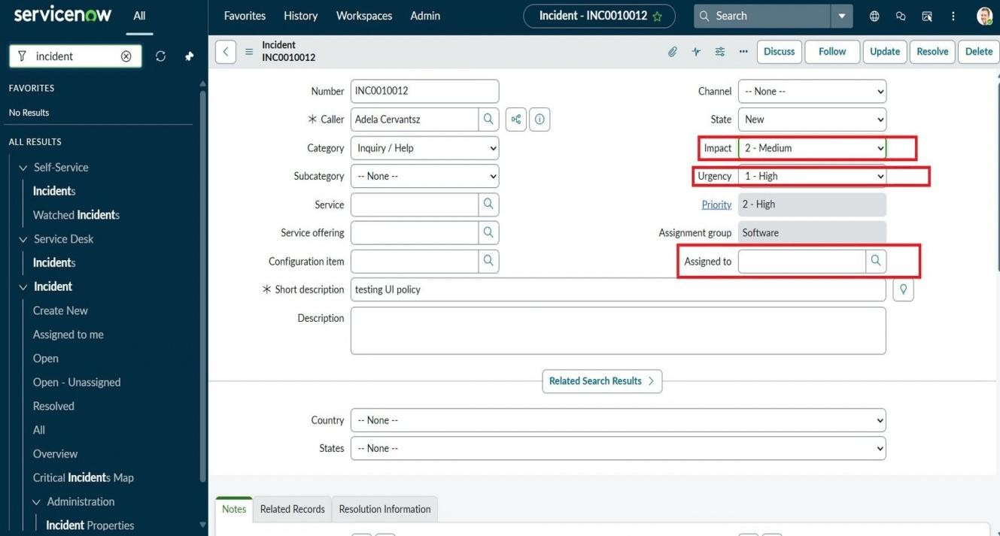 servicenow All Favorites History Workspaces Admin Incident - INC0010012 Search
incident
Incident
INC0010012
Discuss Follow Update Resolve Delete
FAVORITES
No Results
ALL RESULTS
Self-Service
Incidents
Watched Incidents
Service Desk
Incidents
Incident
Create New
Assigned to me
Open
Open - Unassigned
Resolved
All
Overview
Critical Incidents Map
Administration
Incident Properties
Number INC0010012
Caller Adela Cervantsz
Category Inquiry / Help
Subcategory -- None --
Service
Service offering
Configuration item
Channel -- None --
State New
Impact 2 - Medium
Urgency 1 - High
Priority 2 - High
Assignment group Software
Assigned to
Short description testing UI policy
Description
Related Search Results
Country -- None --
States -- None --
Notes Related Records Resolution Information